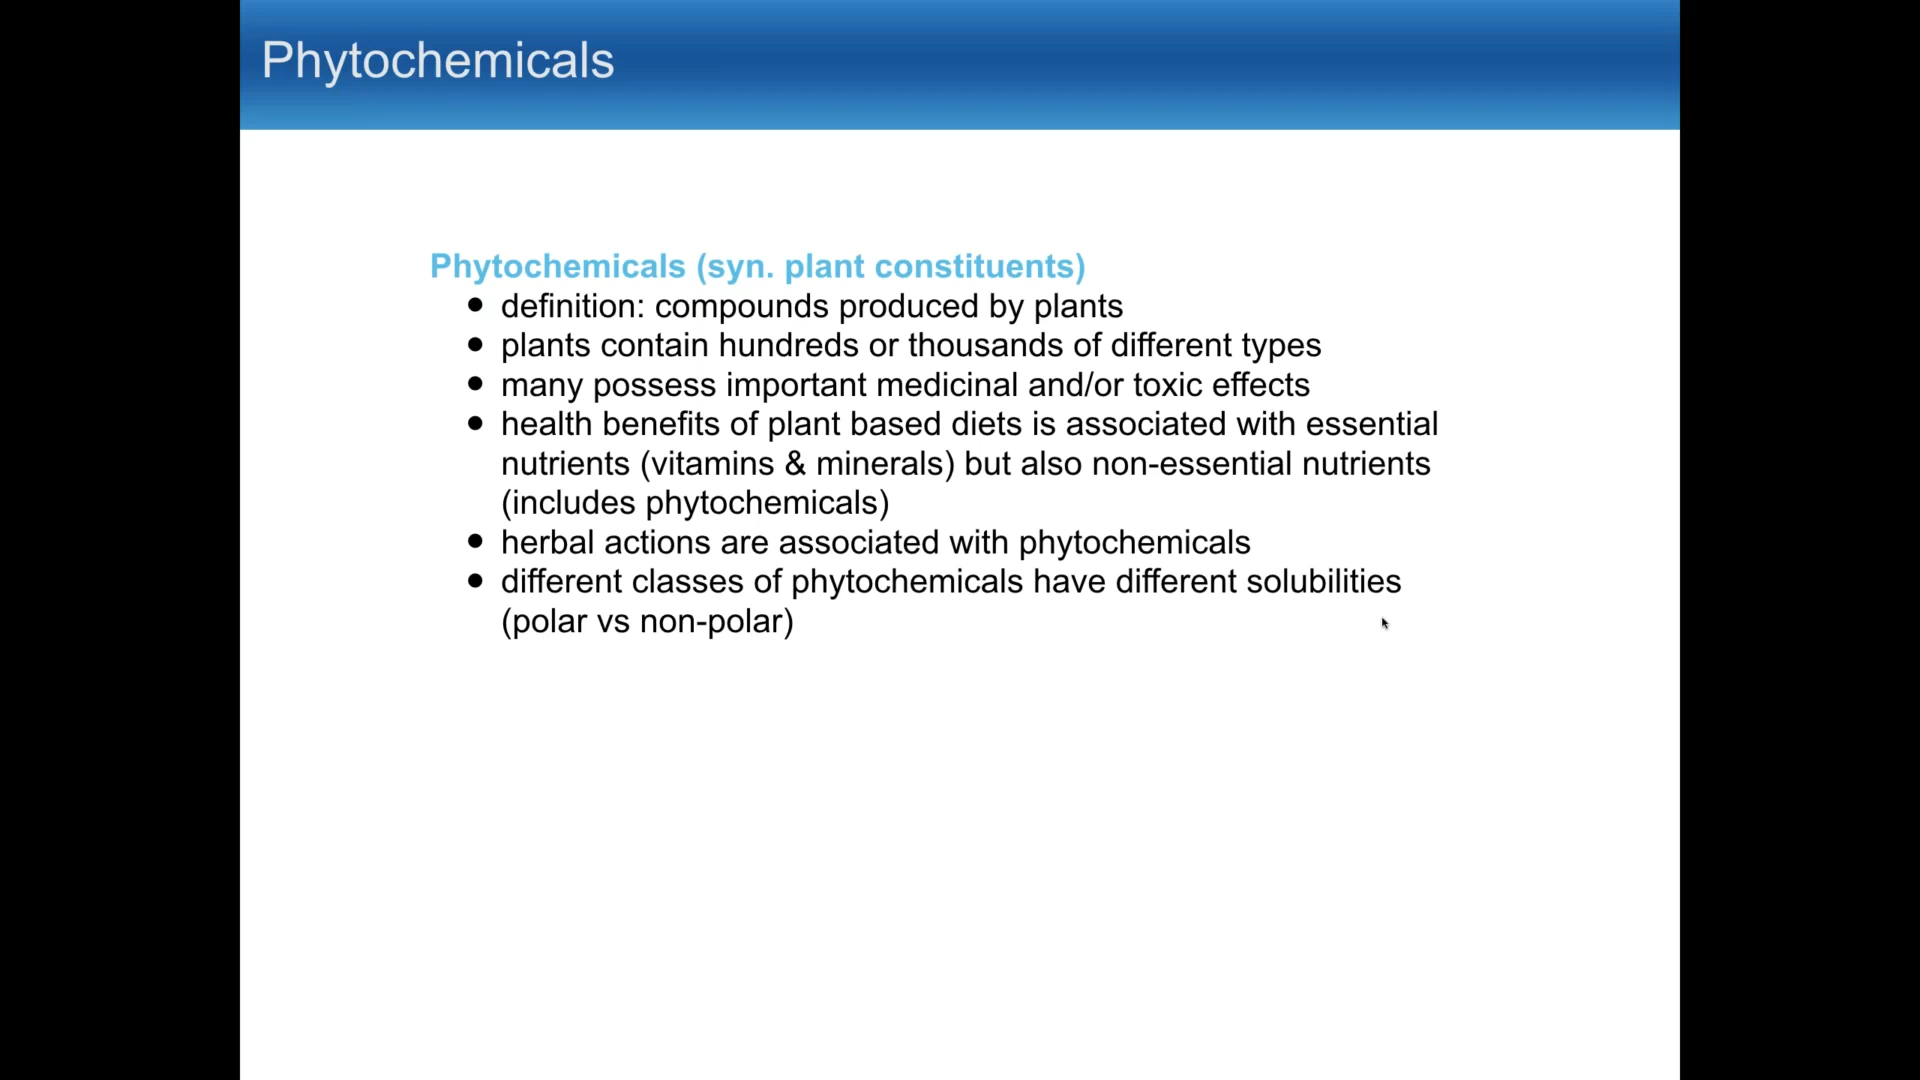 Phytochemicals
Phytochemicals (syn. plant constituents)
● definition: compounds produced by plants
● plants contain hundreds or thousands of different types
● many possess important medicinal and/or toxic effects
● health benefits of plant based diets is associated with essential
nutrients (vitamins & minerals) but also non-essential nutrients
(includes phytochemicals)
● herbal actions are associated with phytochemicals
● different classes of phytochemicals have different solubilities
(polar vs non-polar)